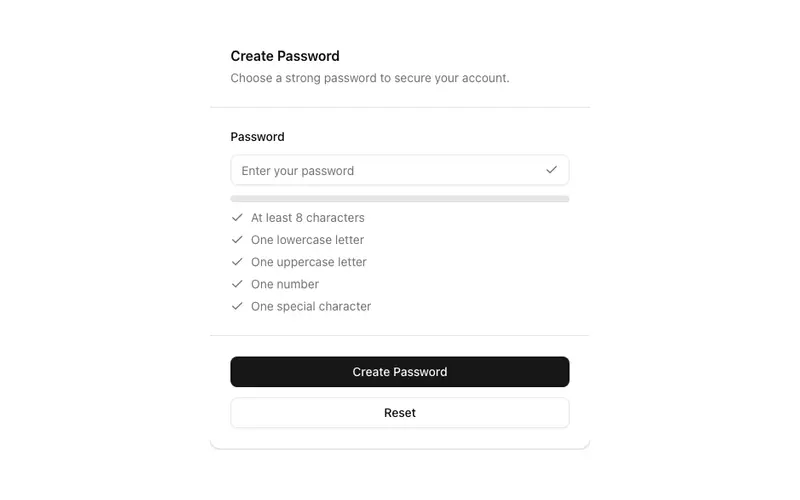 Create Password
Choose a strong password to secure your account.
Password
Enter your password
At least 8 characters
One lowercase letter
One uppercase letter
One number
One special character
Create Password
Reset